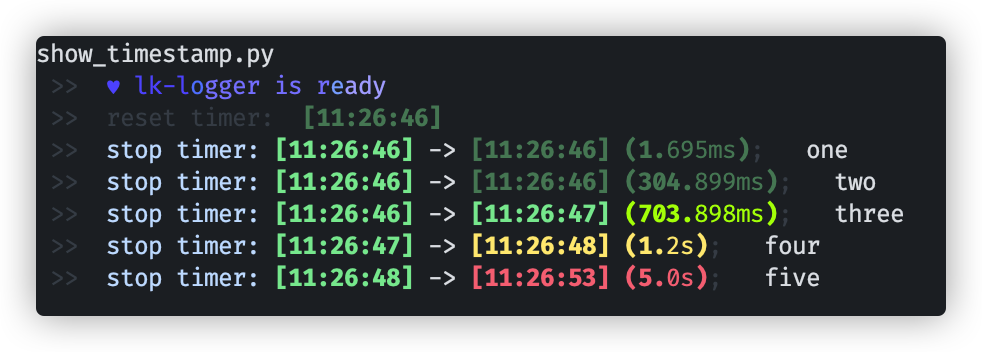 show_timestamp.py
>> ♥ lk-logger is ready
>> reset timer: [11:26:46]
>> stop timer: [11:26:46] -> [11:26:46] (1.695ms); one
>> stop timer: [11:26:46] -> [11:26:46] (304.899ms); two
>> stop timer: [11:26:46] -> [11:26:47] (703.898ms); three
>> stop timer: [11:26:47] -> [11:26:48] (1.2s); four
>> stop timer: [11:26:48] -> [11:26:53] (5.0s); five